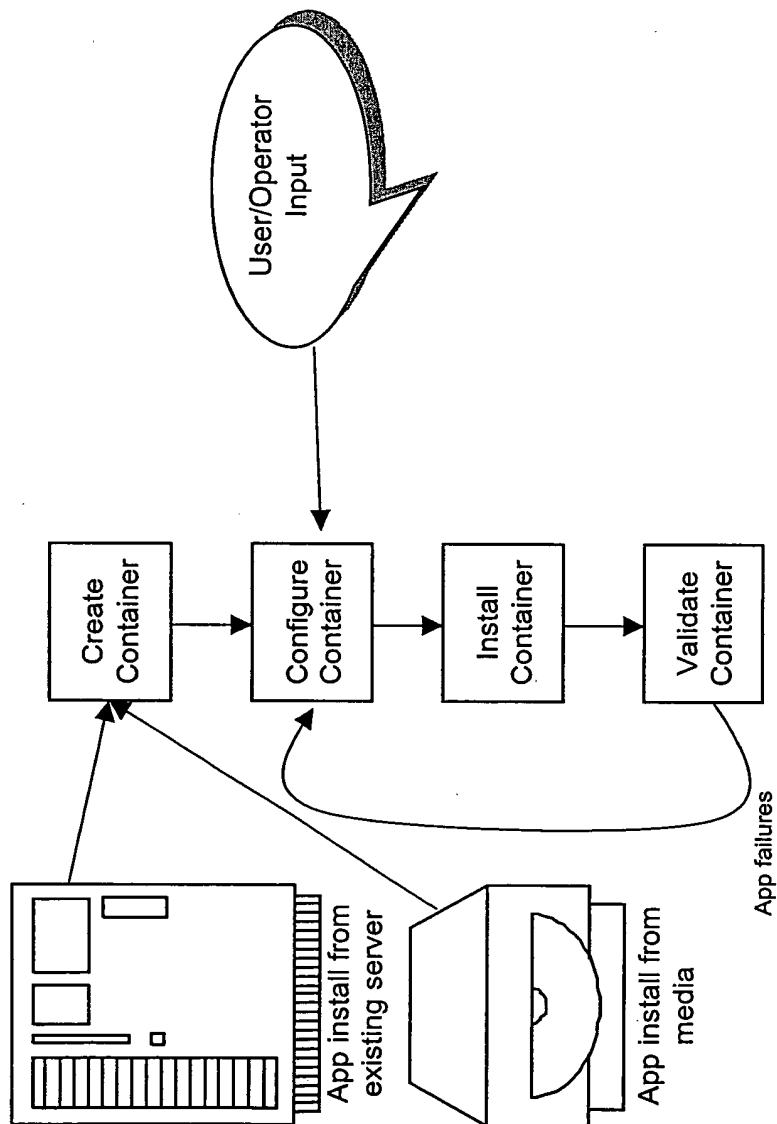 App install from
existing server
App install from
media
Create
Container
Configure
Container
Install
Container
Validate
Container
App failures
User/Operator
Input